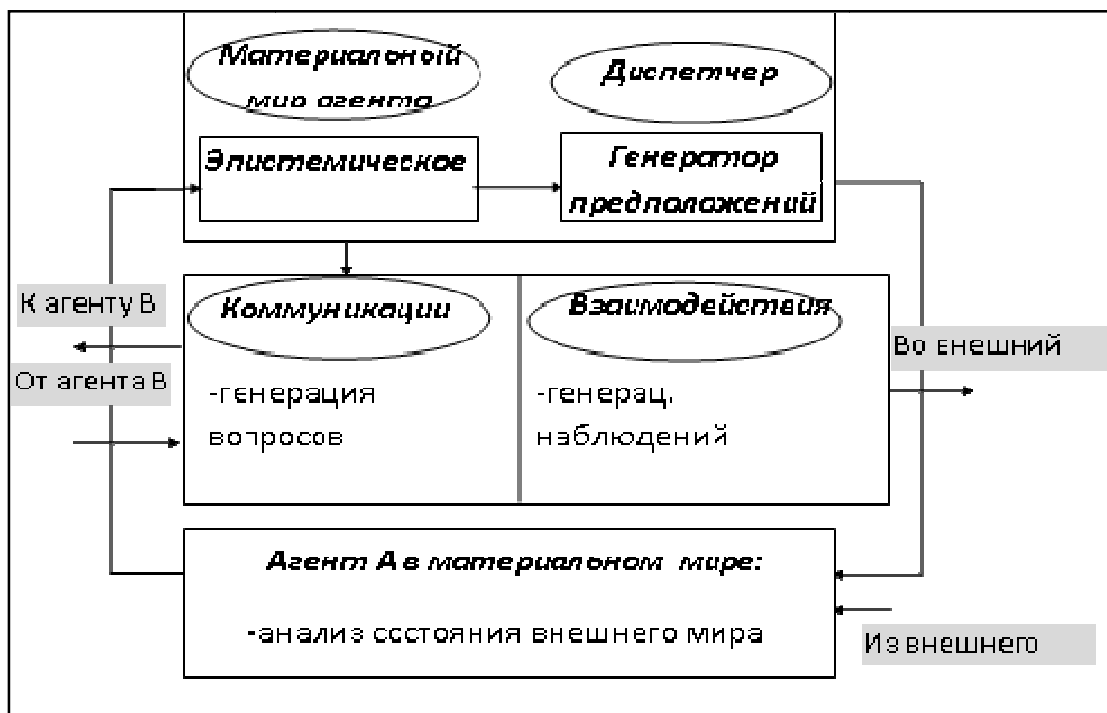 Материальный
мир агента
Диспетчер
Эпистемическое
Генератор
предположений
К агенту В
От агента В
Коммуникации
-генерация
вопросов
Взаимодействия
-генерац.
наблюдений
Во внешний
Агент А в материальном мире:
-анализ состояния внешнего мира
Из внешнего